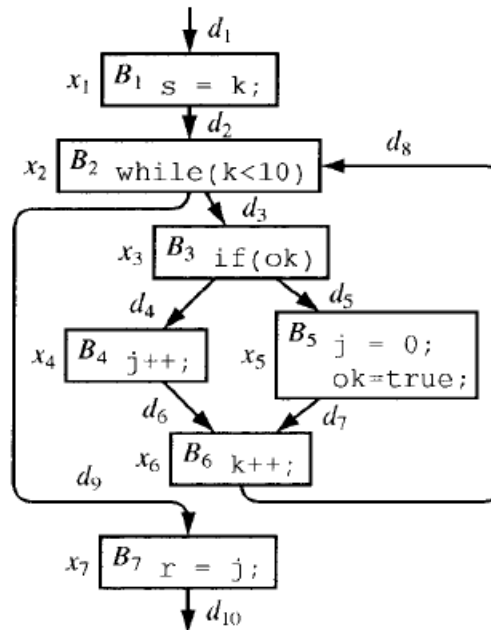 d1
x1 B1 s = k;
d2
d8
x2 B2 while(k<10)
d3
x3 B3 if(ok)
d4 d5
x4 B4 j++;
x5 B5 j = 0;
ok=true;
d6 d7
x6 B6 k++;
d9
x7 B7 r = j;
d10